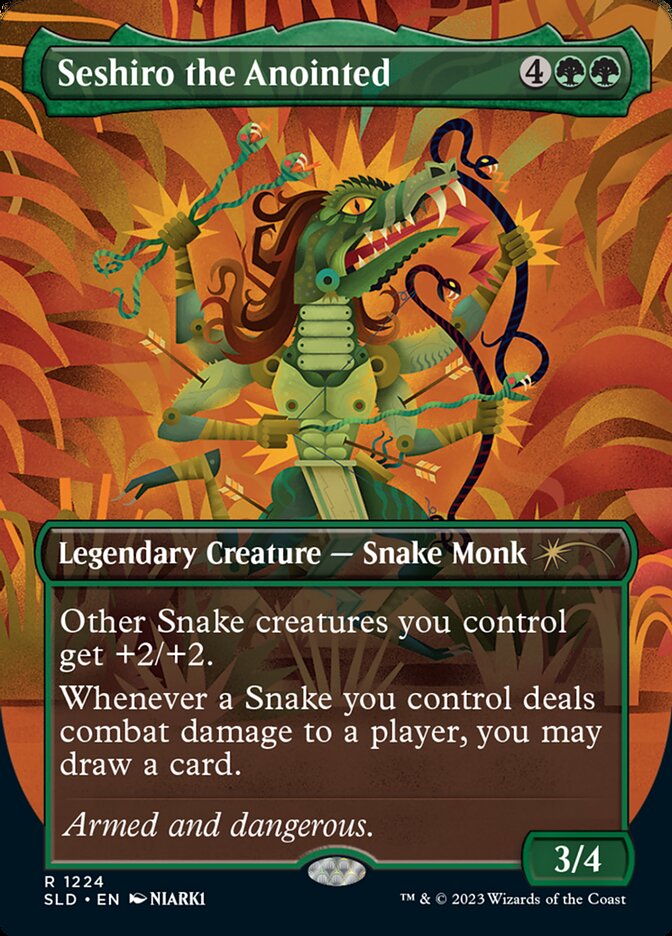 Seshiro the Anointed 4
Legendary Creature — Snake Monk
Other Snake creatures you control
get +2/+2.
Whenever a Snake you control deals
combat damage to a player, you may
draw a card.
Armed and dangerous.
3/4
R 1224
SLD • EN NIARK1
™ & © 2023 Wizards of the Coast